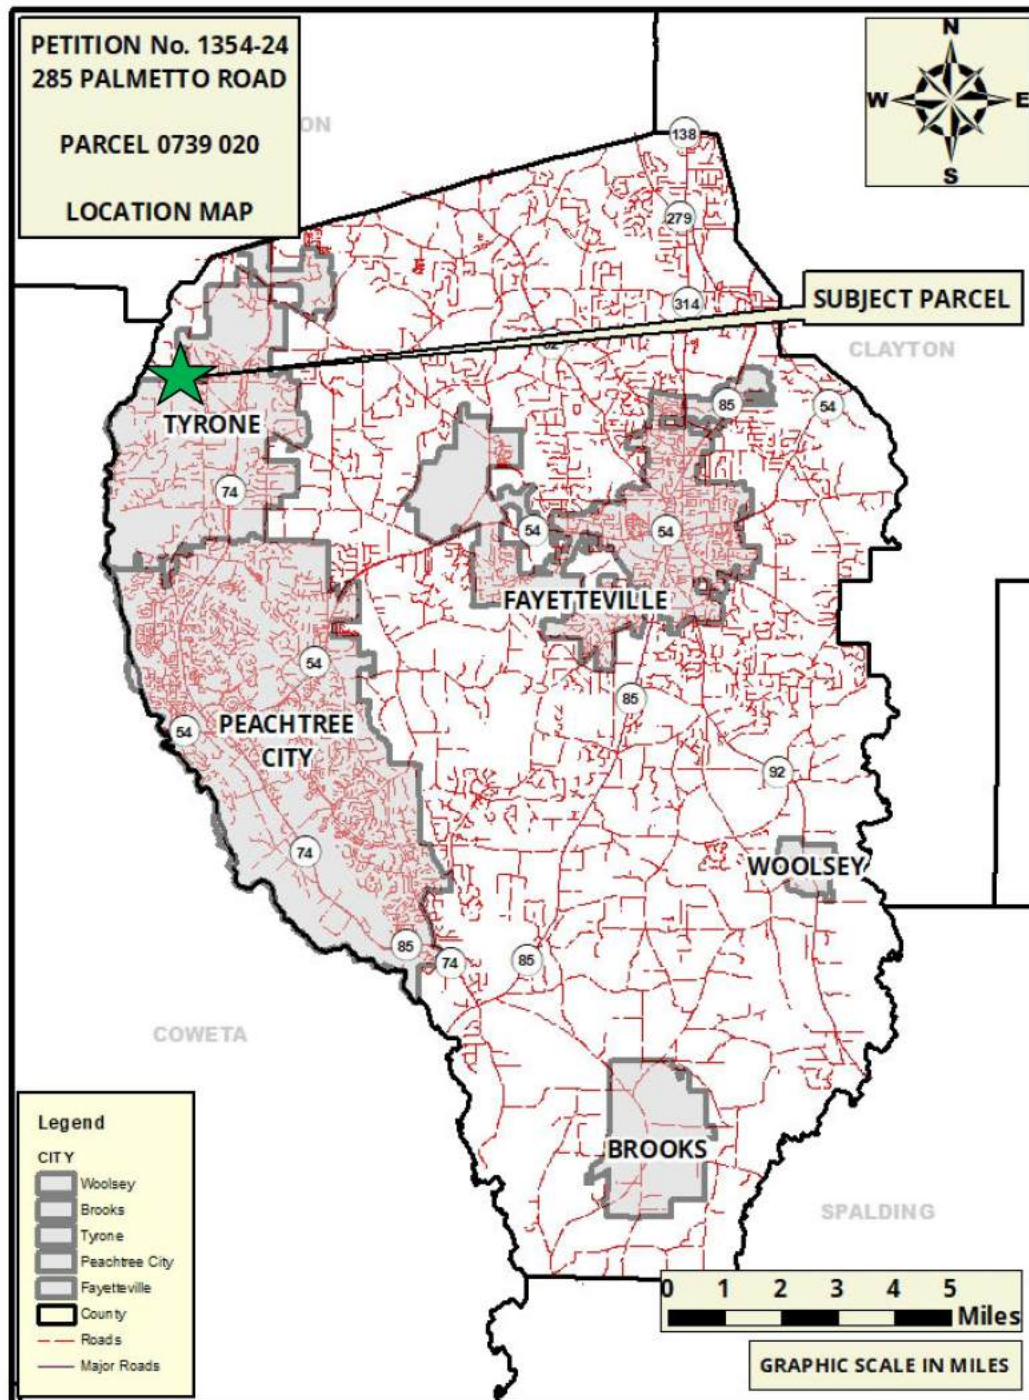 PETITION No. 1354-24
285 PALMETTO ROAD
PARCEL 0739 020
LOCATION MAP
ON
N
W
E
S
138
279
314
SUBJECT PARCEL
CLAYTON
85
54
TYRONE
74
54
54
FAYETTEVILLE
54
85
PEACHTREE
CITY
54
92
74
WOOLSEY
85
74
85
COWETA
BROOKS
SPALDING
Legend
CITY
Woolsey
Brooks
Tyrone
Peachtree City
Fayetteville
County
Roads
Major Roads
0 1 2 3 4 5
Miles
GRAPHIC SCALE IN MILES